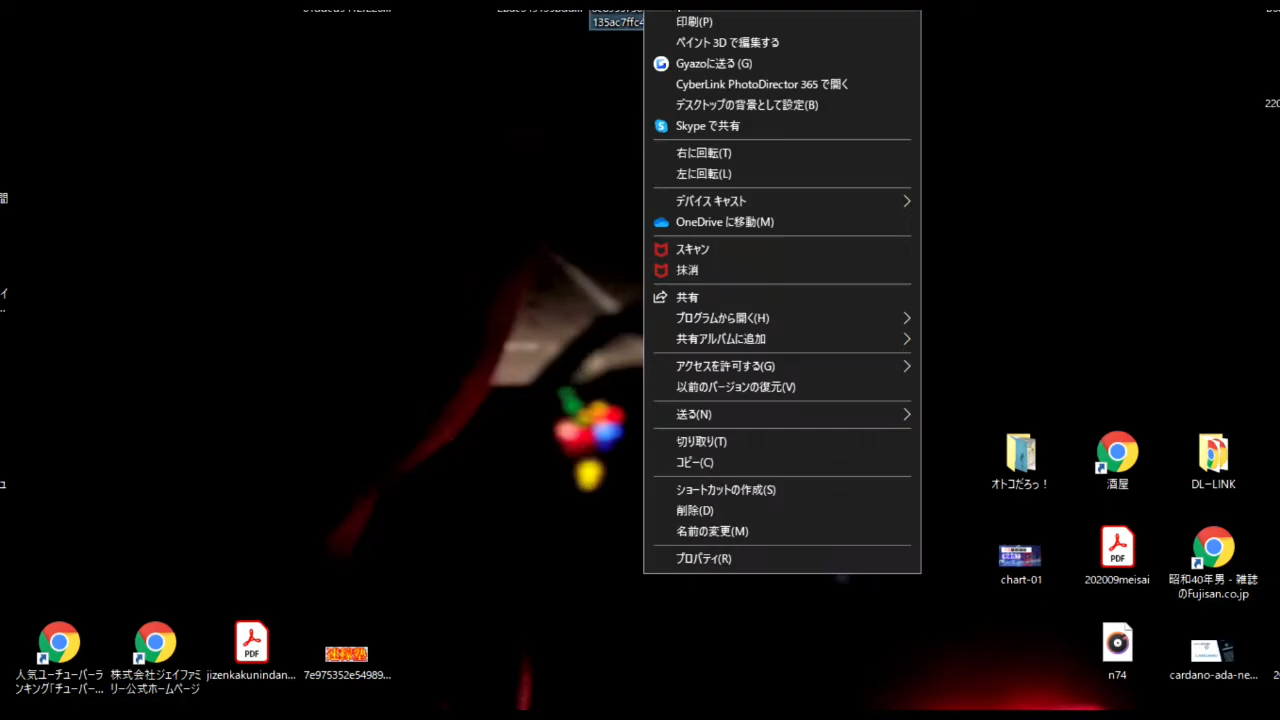 135ac7ffc4
印刷(P)
ペイント 3D で編集する
Gyazoに送る (G)
CyberLink PhotoDirector 365 で開く
デスクトップの背景として設定(B)
Skype で共有
右に回転(T)
左に回転(L)
デバイス キャスト
OneDrive に移動(M)
スキャン
抹消
共有
プログラムから開く(H)
共有アルバムに追加
アクセスを許可する(G)
以前のバージョンの復元(V)
送る(N)
切り取り(T)
コピー(C)
ショートカットの作成(S)
削除(D)
名前の変更(M)
プロパティ(R)
オトコだろっ！
酒屋
DL-LINK
chart-01
PDF
202009meisai
昭和40年男 - 雑誌
のFujisan.co.jp
人気ユーチューバーラ
ンキング「チューバー...
株式会社ジェイファミ
リー公式ホームページ
PDF
jizenkakunindan...
7e975352e54989...
n74
cardano-ada-ne...